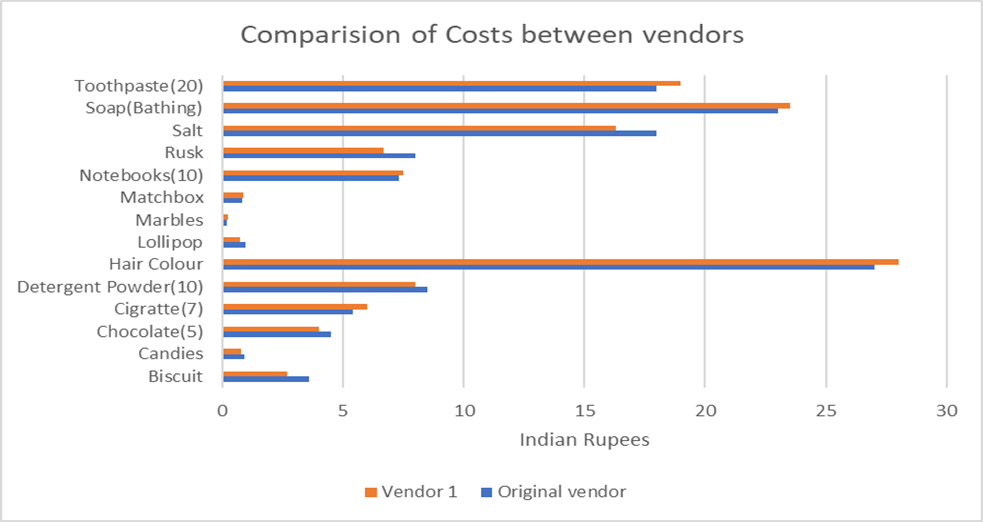 Comparision of Costs between vendors
Toothpaste(20)
Soap(Bathing)
Salt
Rusk
Notebooks(10)
Matchbox
Marbles
Lollipop
Hair Colour
Detergent Powder(10)
Cigratte(7)
Chocolate(5)
Candies
Biscuit
0 5 10 15 20 25 30
Indian Rupees
Vendor 1 Original vendor